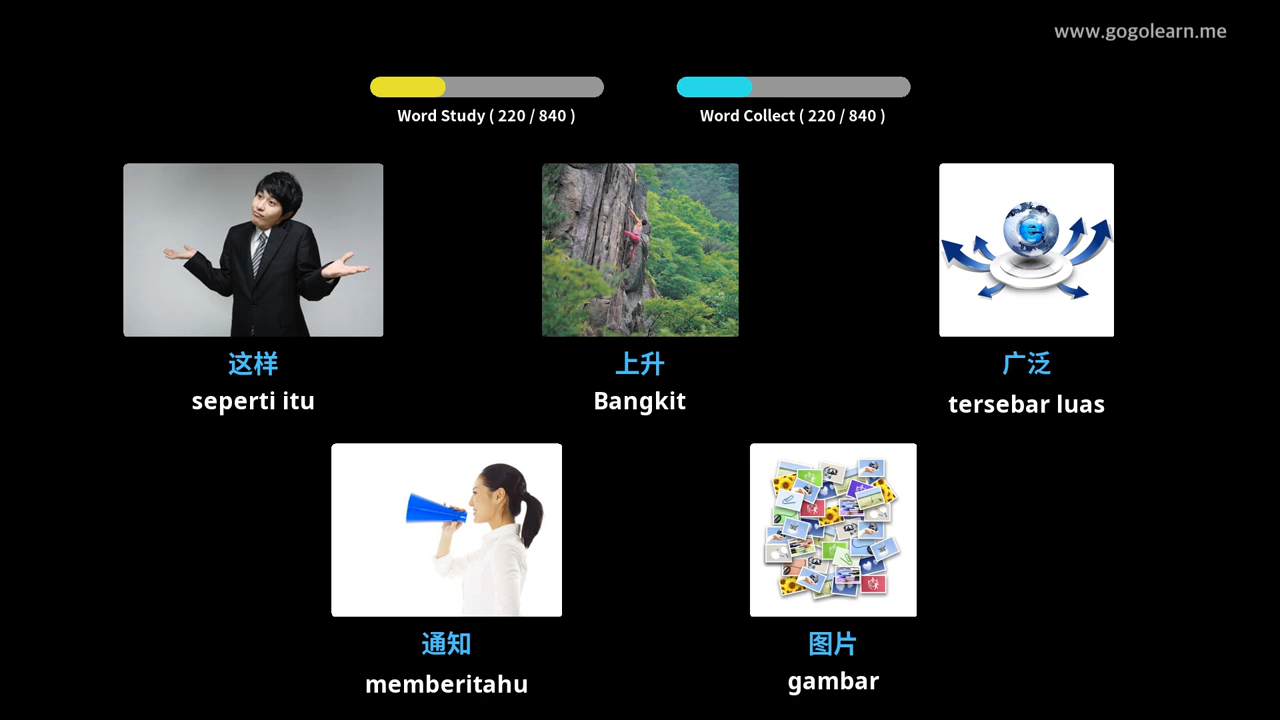 www.gogolearn.me
Word Study ( 220 / 840 )
Word Collect ( 220 / 840 )
这样
seperti itu
上升
Bangkit
广泛
tersebar luas
通知
memberitahu
图片
gambar